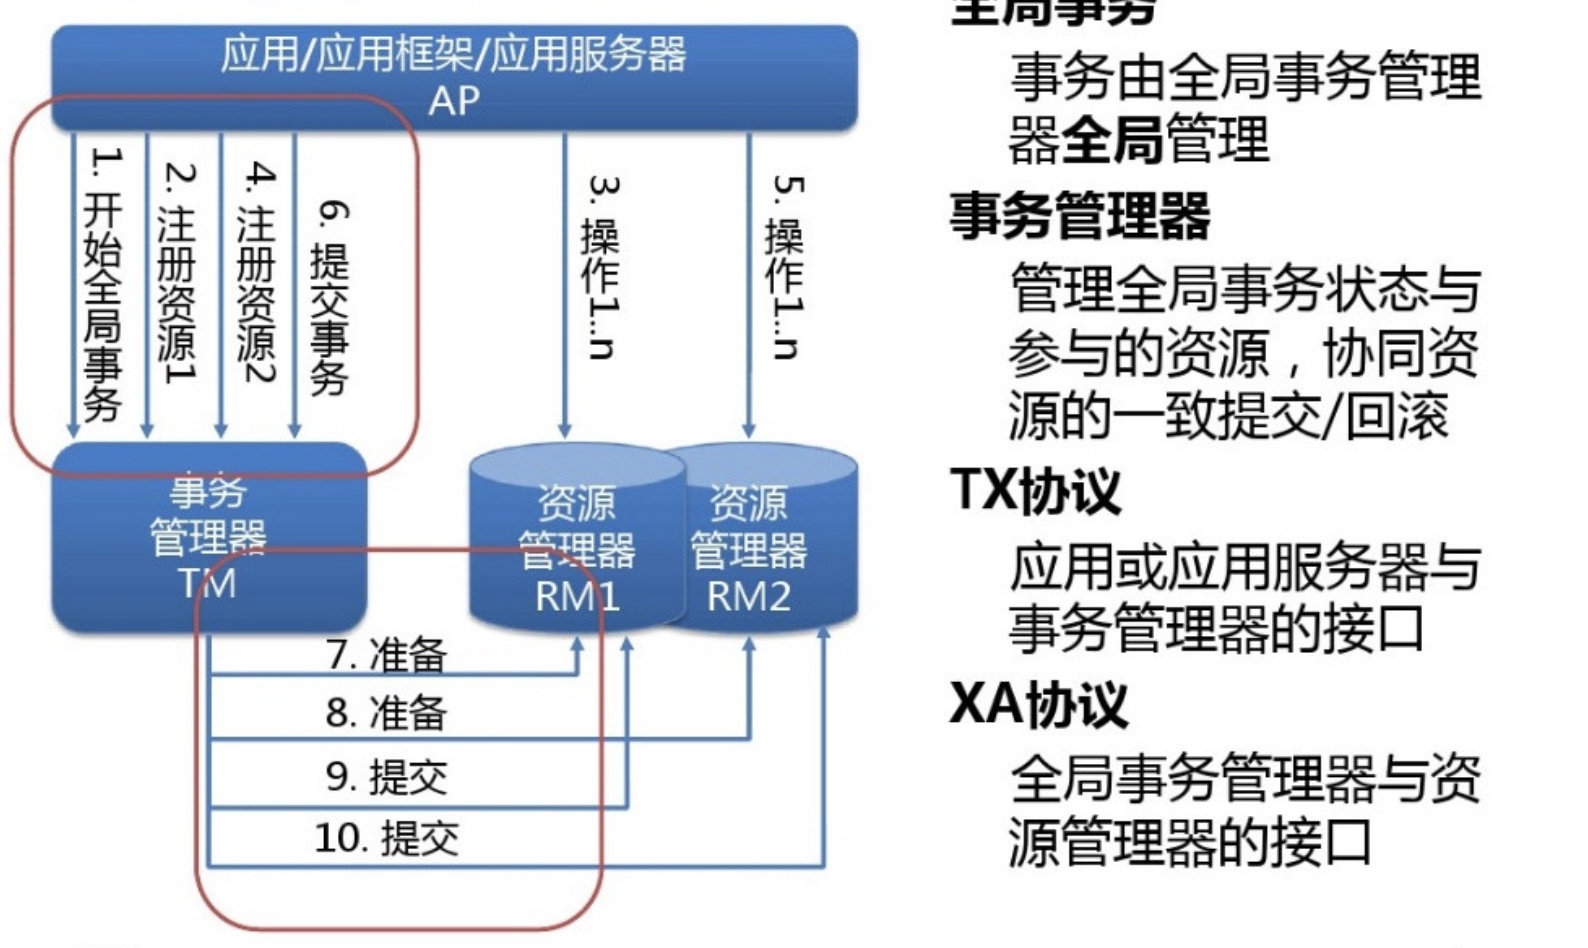 应用/应用框架/应用服务器
AP
1. 开始全局事务
2. 注册资源1
4. 注册资源2
6. 提交事务
3. 操作1..n
5. 操作1..n
事务
管理器
TM
资源
管理器
RM1
资源
管理器
RM2
7. 准备
8. 准备
9. 提交
10. 提交
全局事务
事务由全局事务管理
器全局管理
事务管理器
管理全局事务状态与
参与的资源，协同资
源的一致提交/回滚
TX协议
应用或应用服务器与
事务管理器的接口
XA协议
全局事务管理器与资
源管理器的接口